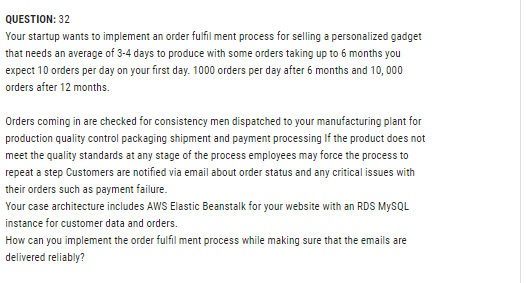 QUESTION: 32
Your startup wants to implement an order fulfil ment process for selling a personalized gadget
that needs an average of 3-4 days to produce with some orders taking up to 6 months you
expect 10 orders per day on your first day. 1000 orders per day after 6 months and 10, 000
orders after 12 months.
Orders coming in are checked for consistency men dispatched to your manufacturing plant for
production quality control packaging shipment and payment processing If the product does not
meet the quality standards at any stage of the process employees may force the process to
repeat a step Customers are notified via email about order status and any critical issues with
their orders such as payment failure.
Your case architecture includes AWS Elastic Beanstalk for your website with an RDS MySQL
instance for customer data and orders.
How can you implement the order fulfil ment process while making sure that the emails are
delivered reliably?